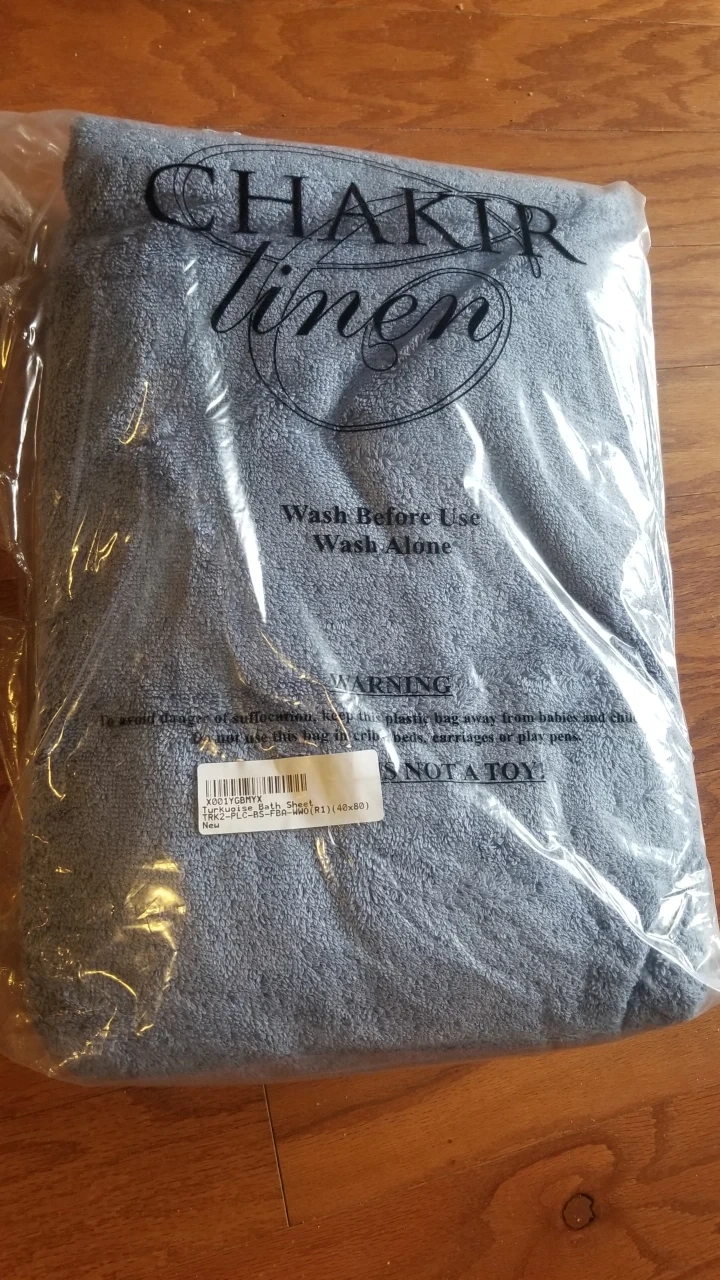 CHAKIR
linen
Wash Before Use
Wash Alone
WARNING
To avoid danger of suffocation, keep this plastic bag away from babies and
Do not use this bag in cribs, beds, carriages or play pens.
S NOT A TOY!
X001YGBMYX
Turkuoise Bath Sheet
TRK2-PLC-BS-FBA-WWO(R1)(40x80)
New